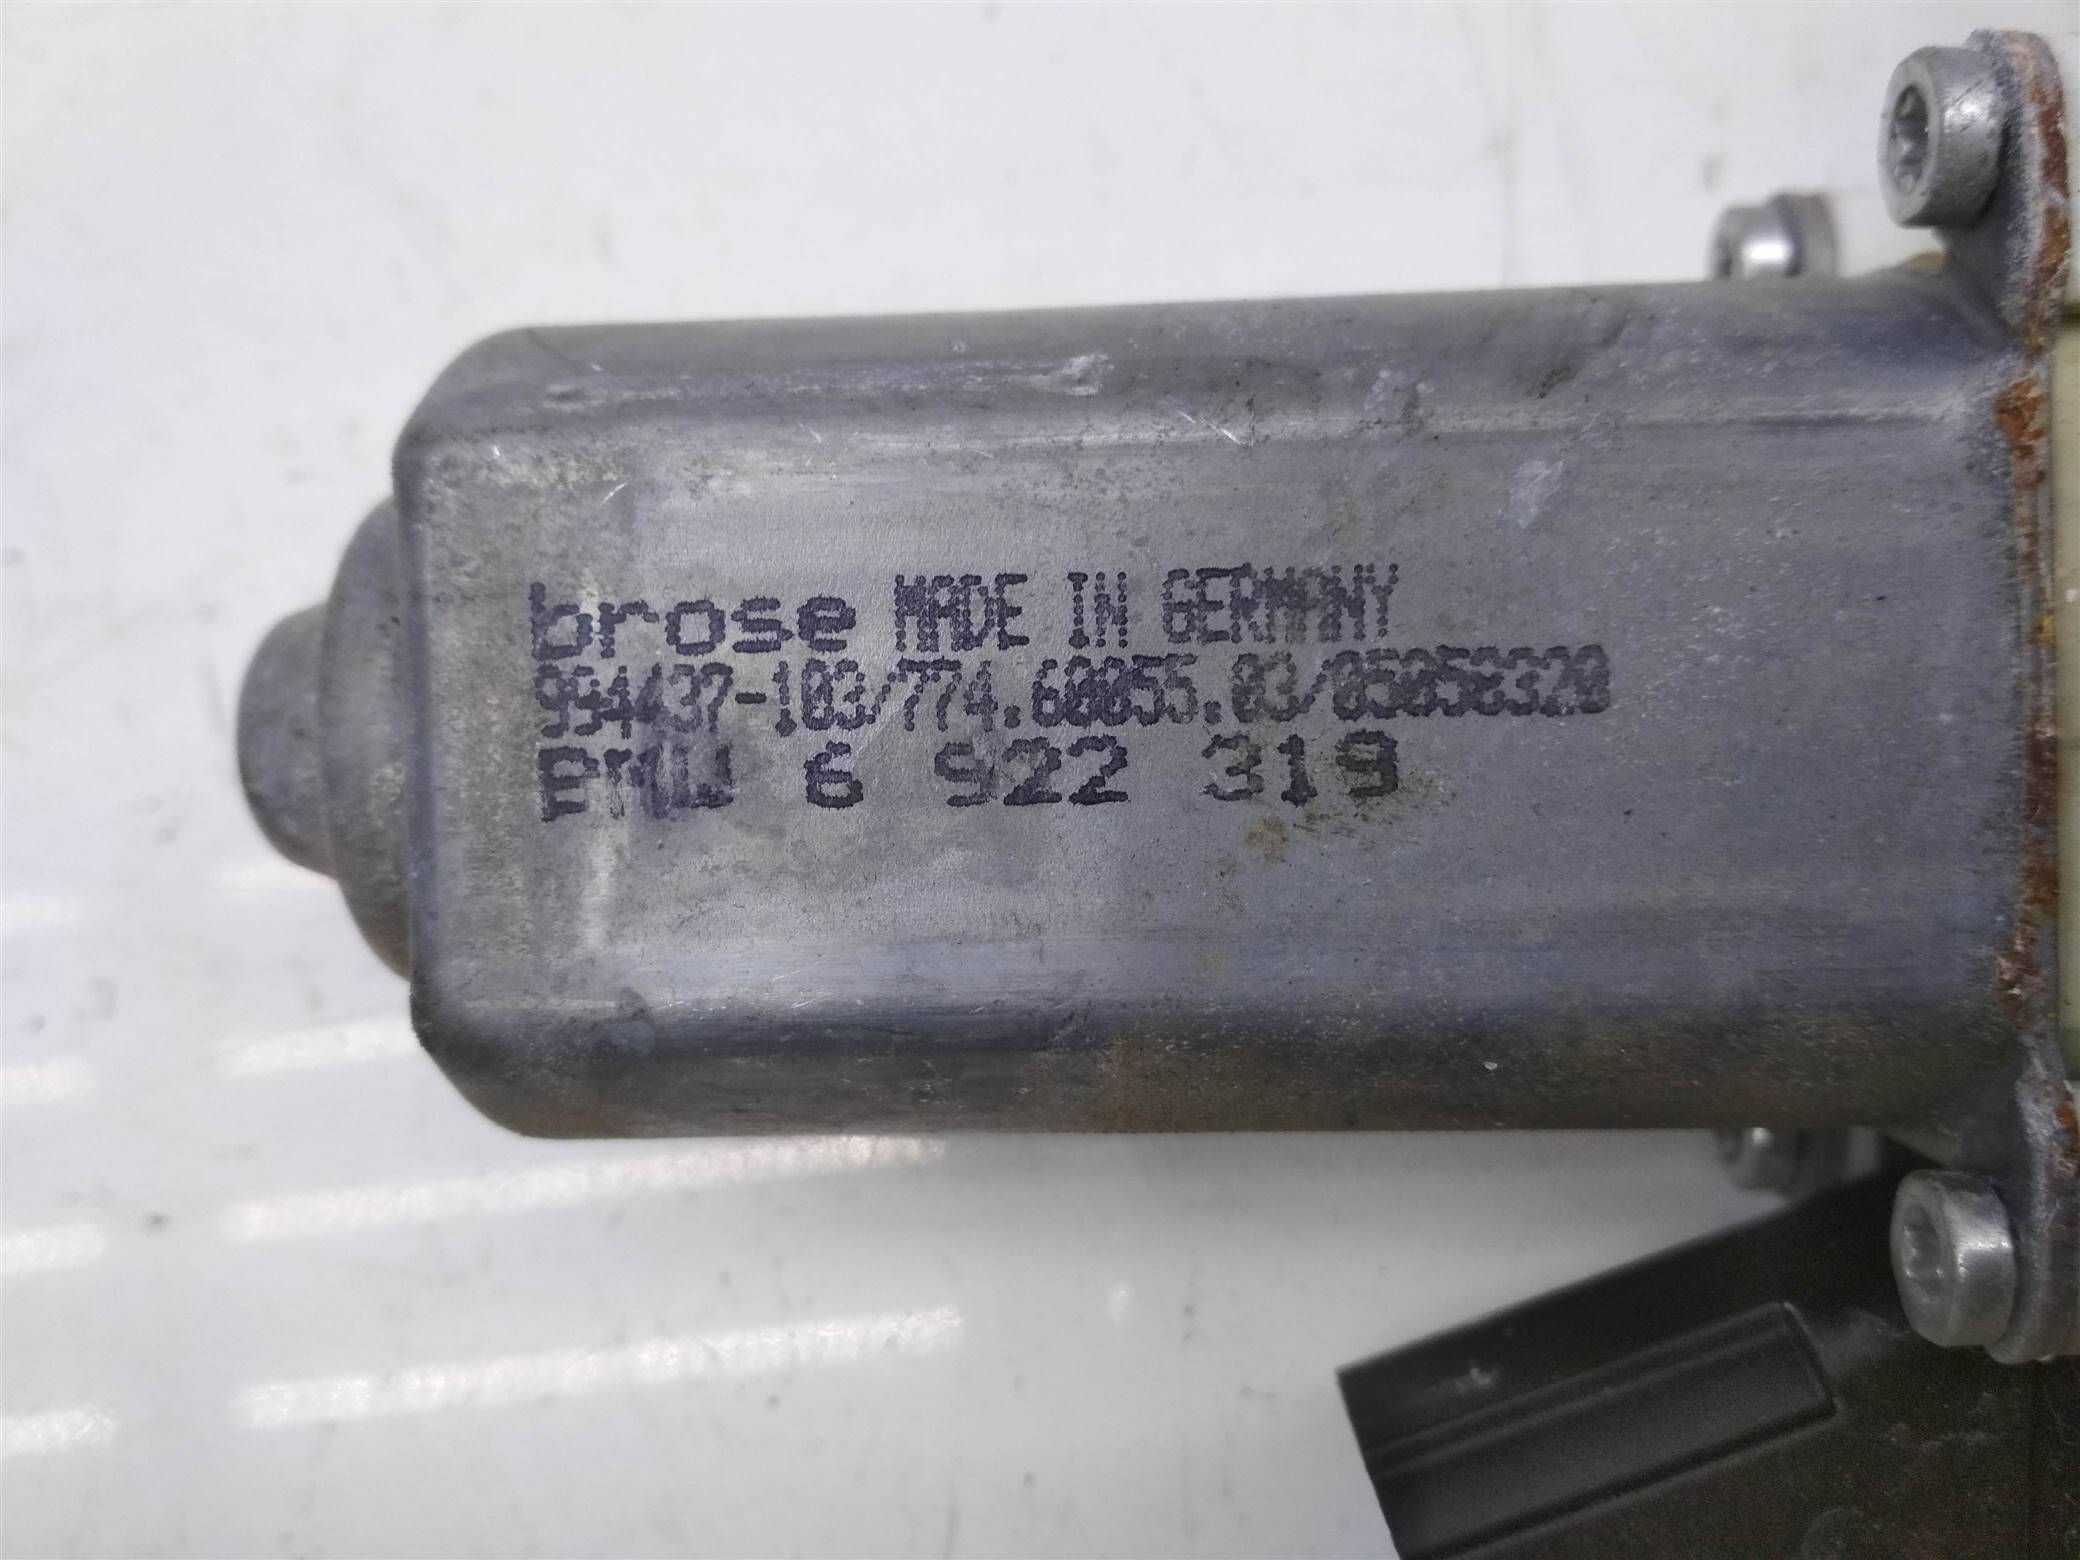 brose MADE IN GERMANY
994437-103/774.60055.03/05058320
BMW 6 922 319